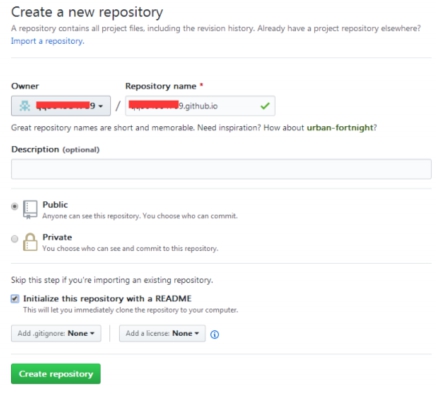 Create a new repository
A repository contains all project files, including the revision history. Already have a project repository elsewhere?
Import a repository.
Owner
Repository name *
9 / 9.github.io
Great repository names are short and memorable. Need inspiration? How about urban-fortnight?
Description (optional)
Public
Anyone can see this repository. You choose who can commit.
Private
You choose who can see and commit to this repository.
Skip this step if you're importing an existing repository.
Initialize this repository with a README
This will let you immediately clone the repository to your computer.
Add .gitignore: None
Add a license: None
Create repository